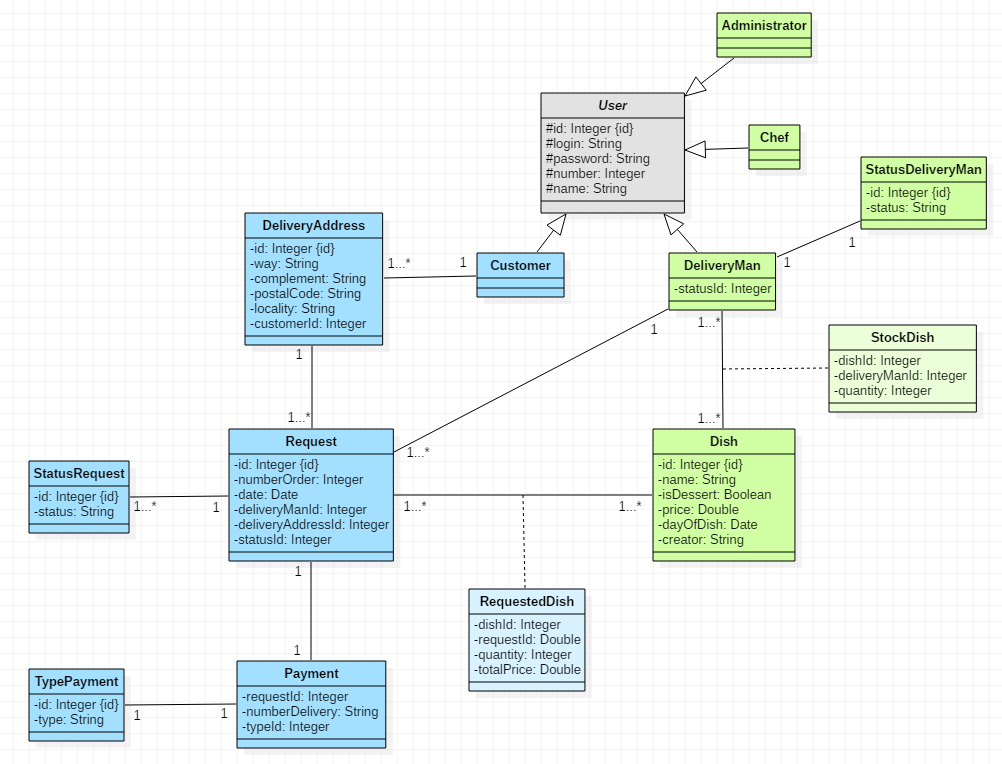 Administrator
User
#id: Integer {id}
#login: String
#password: String
#number: Integer
#name: String
Chef
StatusDeliveryMan
-id: Integer {id}
-status: String
DeliveryAddress
-id: Integer {id}
-way: String
-complement: String
-postalCode: String
-locality: String
-customerId: Integer
1...*
1
Customer
DeliveryMan
-statusId: Integer
1
1
1
1...*
StockDish
-dishId: Integer
-deliveryManId: Integer
-quantity: Integer
1
1...*
1...*
Request
-id: Integer {id}
-numberOrder: Integer
-date: Date
-deliveryManId: Integer
-deliveryAddressId: Integer
-statusId: Integer
1...*
Dish
-id: Integer {id}
-name: String
-isDessert: Boolean
-price: Double
-dayOfDish: Date
-creator: String
StatusRequest
-id: Integer {id}
-status: String
1...*
1
1...*
1...*
1
RequestedDish
-dishId: Integer
-requestId: Double
-quantity: Integer
-totalPrice: Double
1
Payment
-requestId: Integer
-numberDelivery: String
-typeId: Integer
TypePayment
-id: Integer {id}
-type: String
1
1